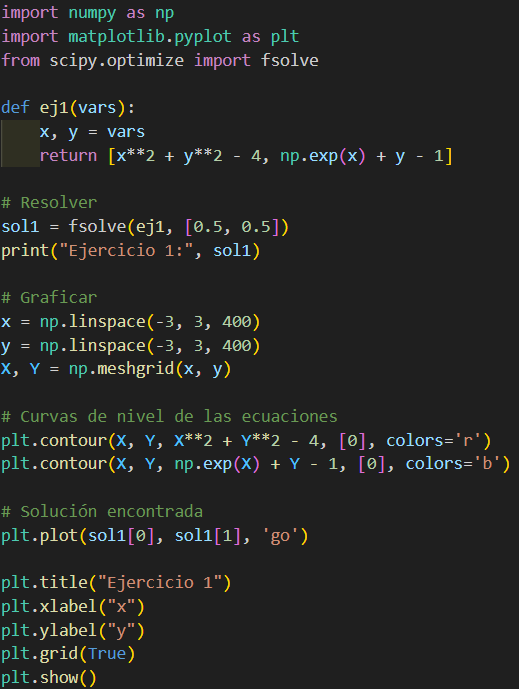 import numpy as np
import matplotlib.pyplot as plt
from scipy.optimize import fsolve

def ej1(vars):
    x, y = vars
    return [x**2 + y**2 - 4, np.exp(x) + y - 1]

# Resolver
sol1 = fsolve(ej1, [0.5, 0.5])
print("Ejercicio 1:", sol1)

# Graficar
x = np.linspace(-3, 3, 400)
y = np.linspace(-3, 3, 400)
X, Y = np.meshgrid(x, y)

# Curvas de nivel de las ecuaciones
plt.contour(X, Y, X**2 + Y**2 - 4, [0], colors='r')
plt.contour(X, Y, np.exp(X) + Y - 1, [0], colors='b')

# Solución encontrada
plt.plot(sol1[0], sol1[1], 'go')

plt.title("Ejercicio 1")
plt.xlabel("x")
plt.ylabel("y")
plt.grid(True)
plt.show()